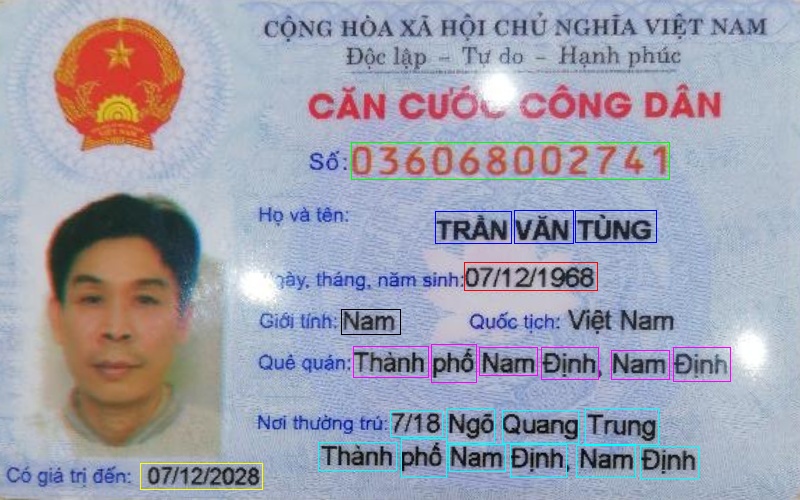 CỘNG HÒA XÃ HỘI CHỦ NGHĨA VIỆT NAM
Độc lập – Tự do – Hạnh phúc
CĂN CƯỚC CÔNG DÂN
Số: 036068002741
Họ và tên: TRẦN VĂN TÙNG
Ngày, tháng, năm sinh: 07/12/1968
Giới tính: Nam Quốc tịch: Việt Nam
Quê quán: Thành phố Nam Định, Nam Định
Nơi thường trú: 7/18 Ngõ Quang Trung
Thành phố Nam Định, Nam Định
Có giá trị đến: 07/12/2028